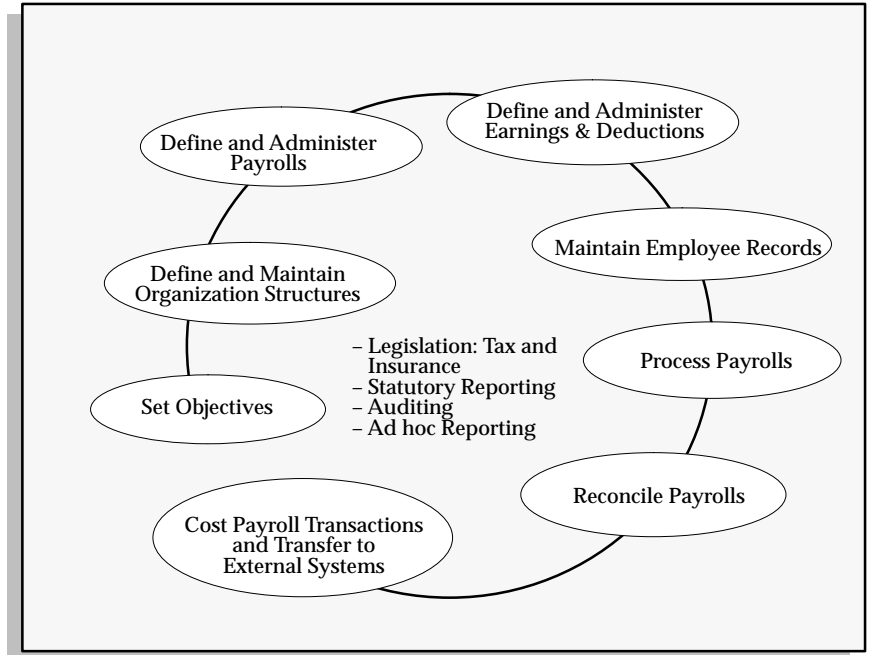 Define and Administer
Earnings & Deductions
Define and Administer
Payrolls
Maintain Employee Records
Define and Maintain
Organization Structures
– Legislation: Tax and
Insurance
– Statutory Reporting
– Auditing
– Ad hoc Reporting
Process Payrolls
Set Objectives
Reconcile Payrolls
Cost Payroll Transactions
and Transfer to
External Systems